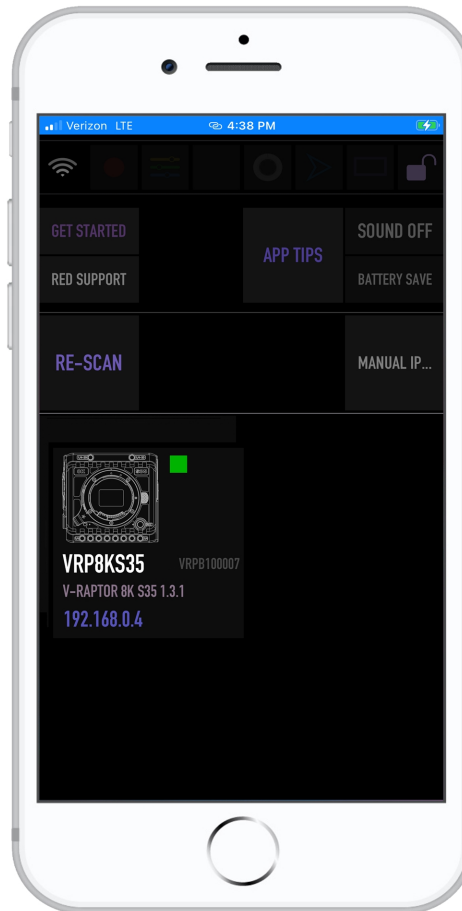 Verizon LTE 4:38 PM
GET STARTED
RED SUPPORT
APP TIPS
SOUND OFF
BATTERY SAVE
RE-SCAN
MANUAL IP...
VRP8KS35 VRPB100007
V-RAPTOR 8K S35 1.3.1
192.168.0.4